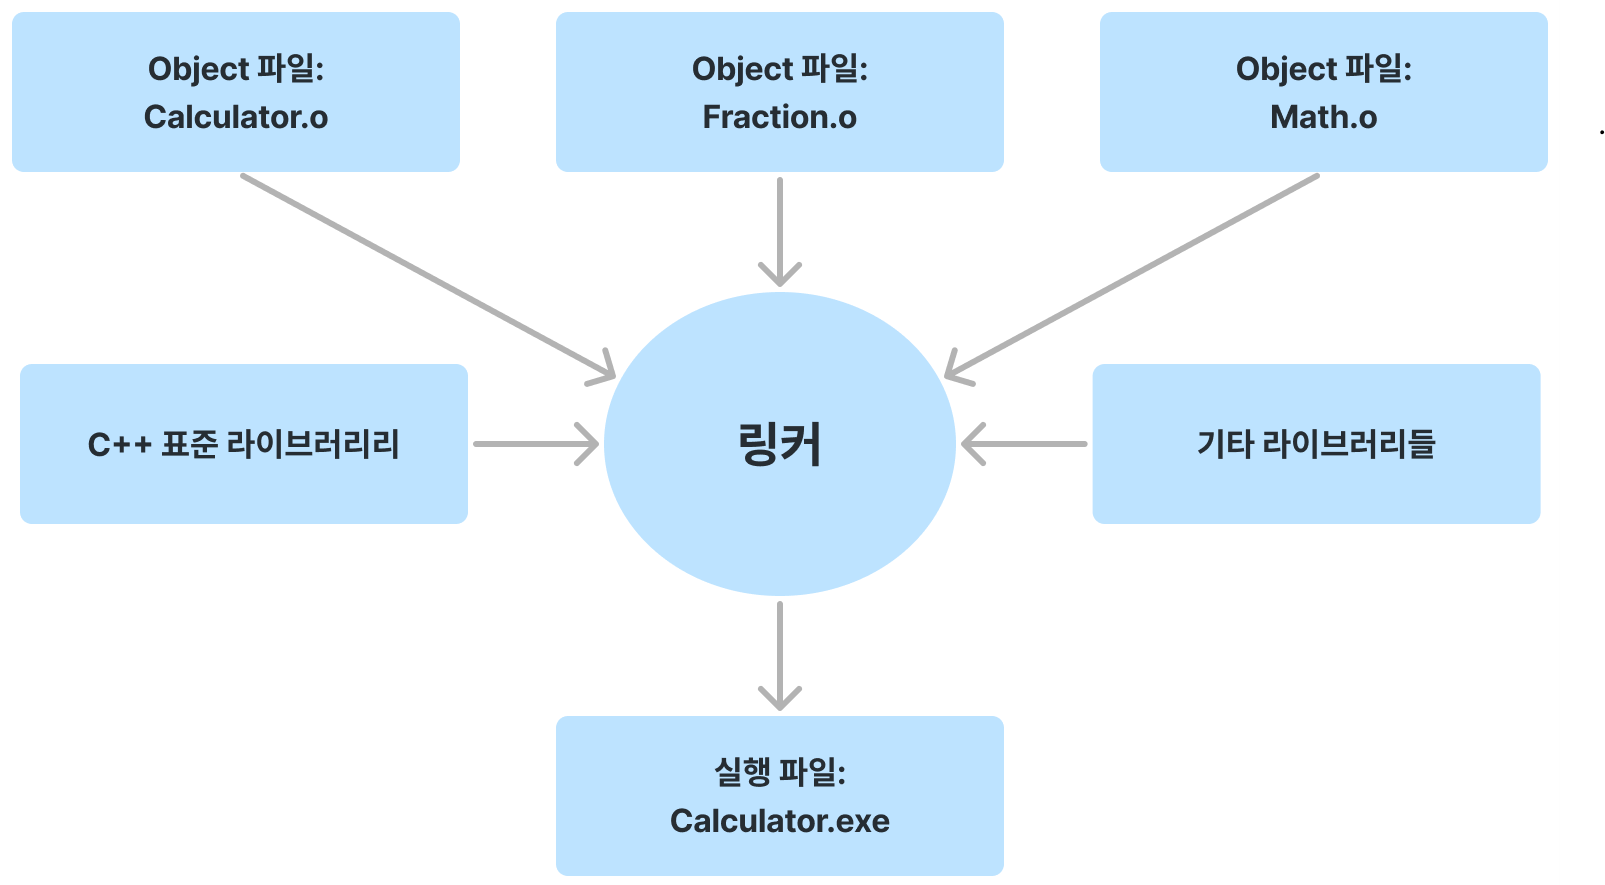 Object 파일:
Calculator.o
Object 파일:
Fraction.o
Object 파일:
Math.o
.
C++ 표준 라이브러리리
링커
기타 라이브러리들
실행 파일:
Calculator.exe